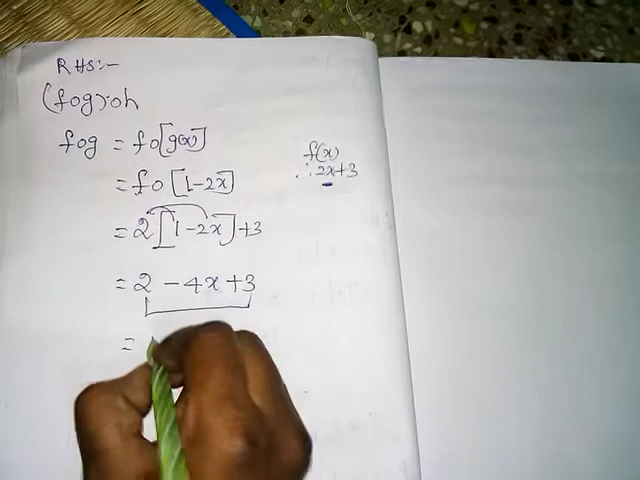 RHS:-
(fog)oh
fog = fo[g(x)]
= fo [1-2x]
= 2[1-2x]+3
= 2 - 4x + 3
=
f(x)
∴ 2x+3